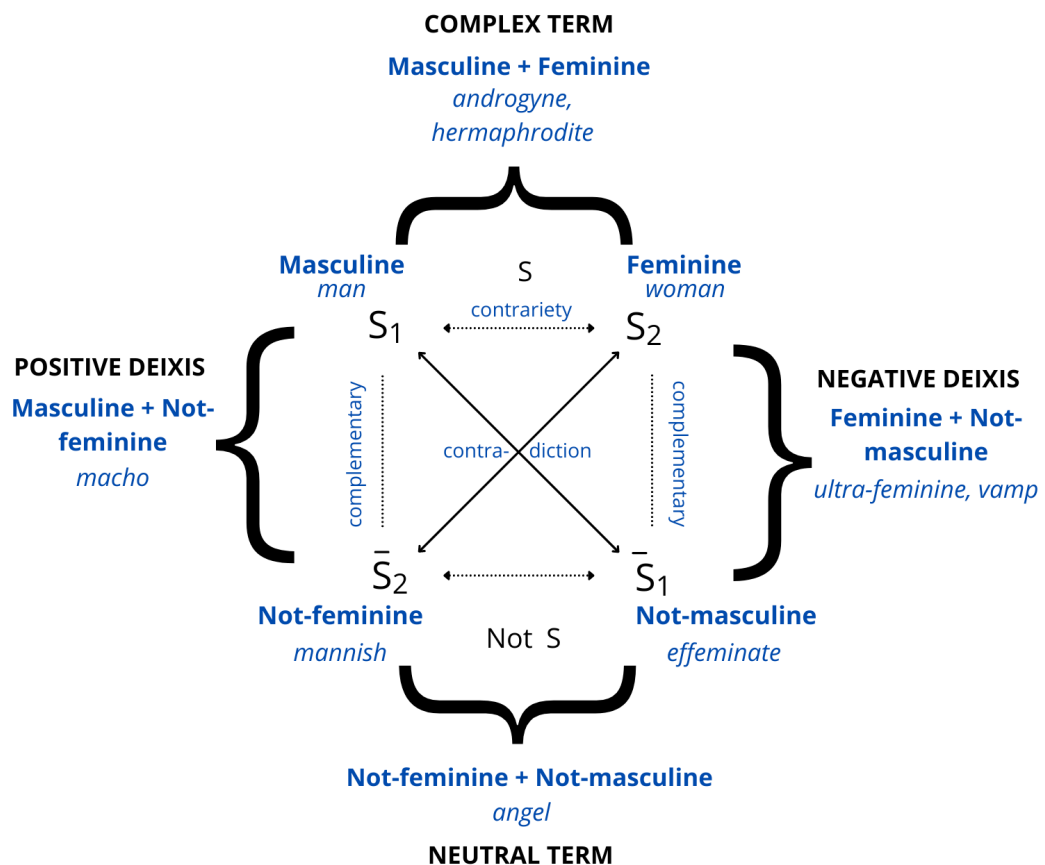 COMPLEX TERM
Masculine + Feminine
androgyne,
hermaphrodite
Masculine
man
S
Feminine
woman
contrariety
S₁
S₂
POSITIVE DEIXIS
Masculine + Not-
feminine
macho
complementary
contra-
diction
complementary
NEGATIVE DEIXIS
Feminine + Not-
masculine
ultra-feminine, vamp
S̅₂
S̅₁
Not-feminine
mannish
Not S
Not-masculine
effeminate
Not-feminine + Not-masculine
angel
NEUTRAL TERM